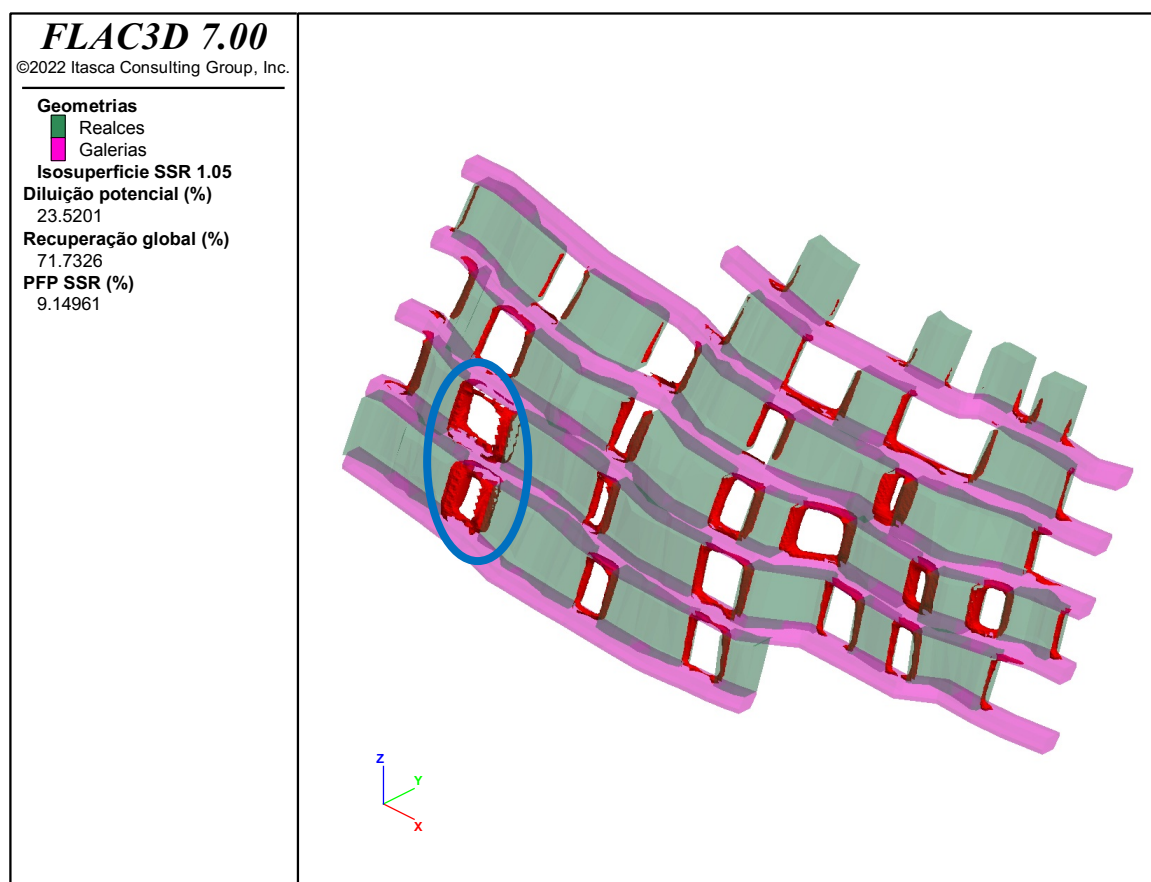 FLAC3D 7.00
©2022 Itasca Consulting Group, Inc.
Geometrias
Realces
Galerias
Isosuperficie SSR 1.05
Diluição potencial (%)
23.5201
Recuperação global (%)
71.7326
PFP SSR (%)
9.14961
Z
Y
X